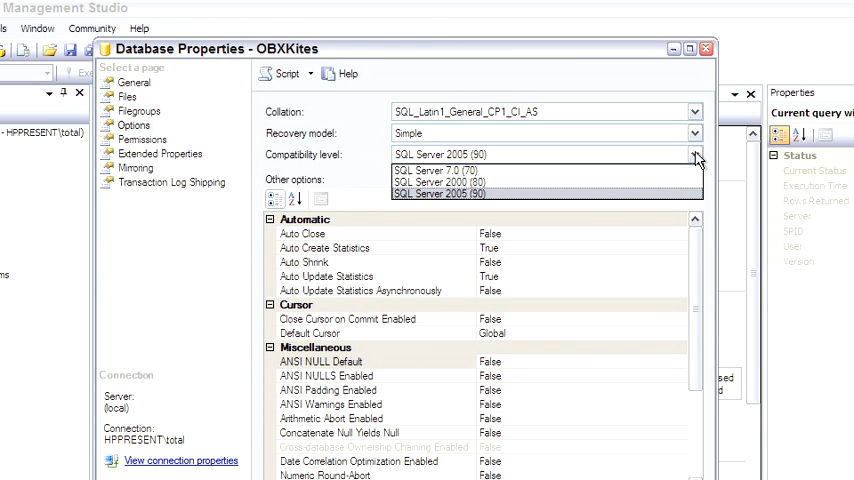 Management Studio
ls Window Community Help
Exe
Database Properties - OBXKites
Select a page
General
Files
Filegroups
Options
Permissions
Extended Properties
Mirroring
Transaction Log Shipping
Script Help
Collation: SQL_Latin1_General_CP1_CI_AS
Recovery model: Simple
Compatibility level: SQL Server 2005 (90)
SQL Server 7.0 (70)
SQL Server 2000 (80)
SQL Server 2005 (90)
Other options:
Automatic
Auto Close False
Auto Create Statistics True
Auto Shrink False
Auto Update Statistics True
Auto Update Statistics Asynchronously False
Cursor
Close Cursor on Commit Enabled False
Default Cursor Global
Miscellaneous
ANSI NULL Default False
ANSI NULLS Enabled False
ANSI Padding Enabled False
ANSI Warnings Enabled False
Arithmetic Abort Enabled False
Concatenate Null Yields Null False
Cross-database Ownership Chaining Enabled False
Date Correlation Optimization Enabled False
Numeric Round-Abort False
Connection
Server:
(local)
Connection:
HPPRESENT\total
View connection properties
- HPPRESENT\total)
ms
sed
Properties
Current query wi
Status
Current Status
Execution Time
Rows Returned
Server
SPID
User
Version